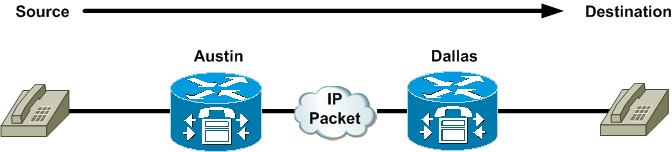 Source
Destination
Austin
Dallas
IP
Packet